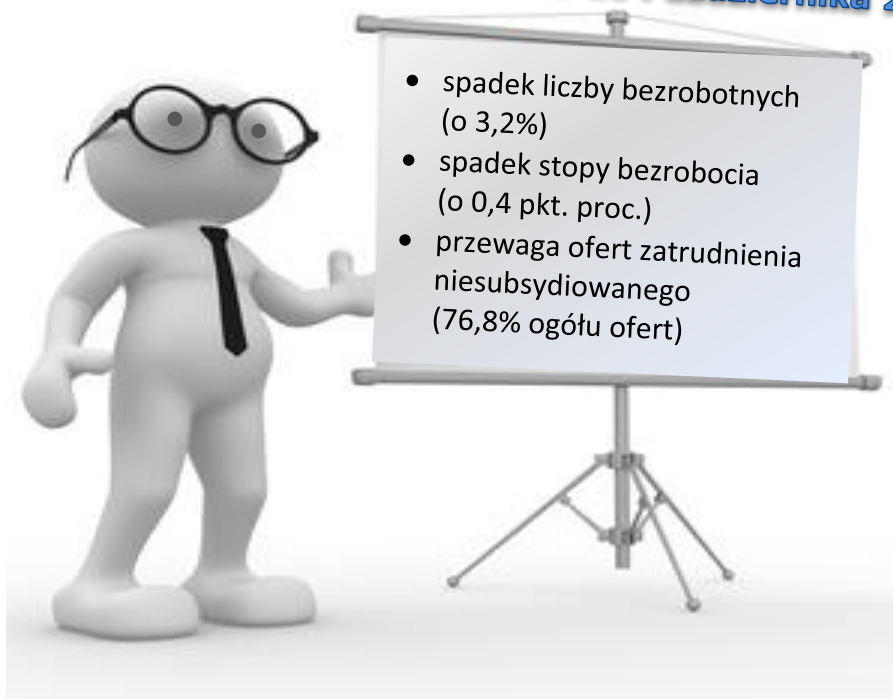 • spadek liczby bezrobotnych
(o 3,2%)
• spadek stopy bezrobocia
(o 0,4 pkt. proc.)
• przewaga ofert zatrudnienia
niesubsydiowanego
(76,8% ogółu ofert)